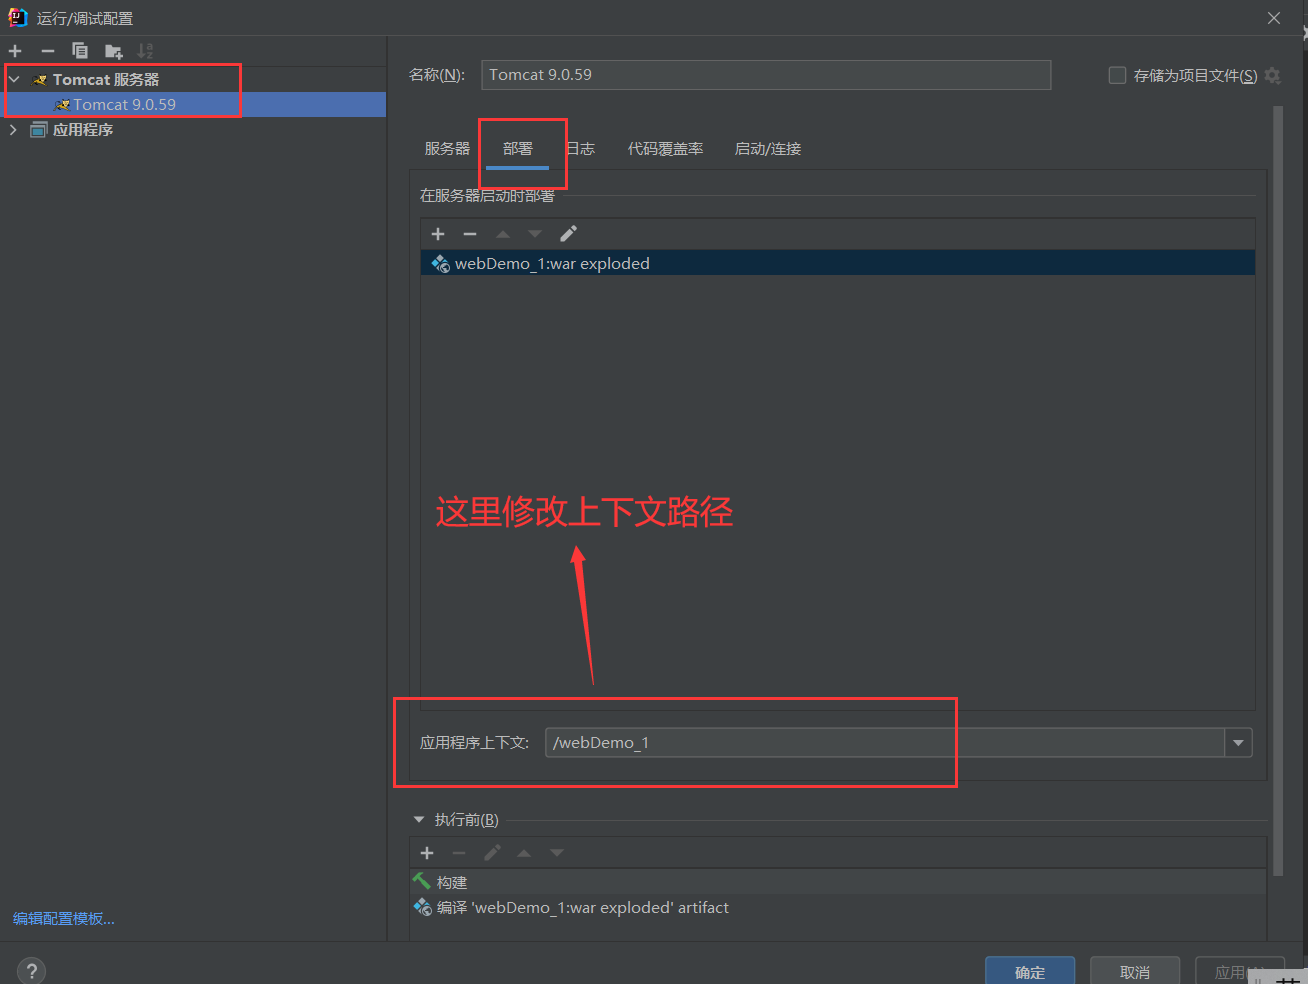 运行/调试配置
Tomcat 服务器
Tomcat 9.0.59
应用程序
名称(N):
Tomcat 9.0.59
存储为项目文件(S)
服务器 部署 日志 代码覆盖率 启动/连接
在服务器启动时部署
webDemo_1:war exploded
这里修改上下文路径
应用程序上下文:
/webDemo_1
执行前(B)
构建
编译 'webDemo_1:war exploded' artifact
编辑配置模板...
?
确定 取消 应用